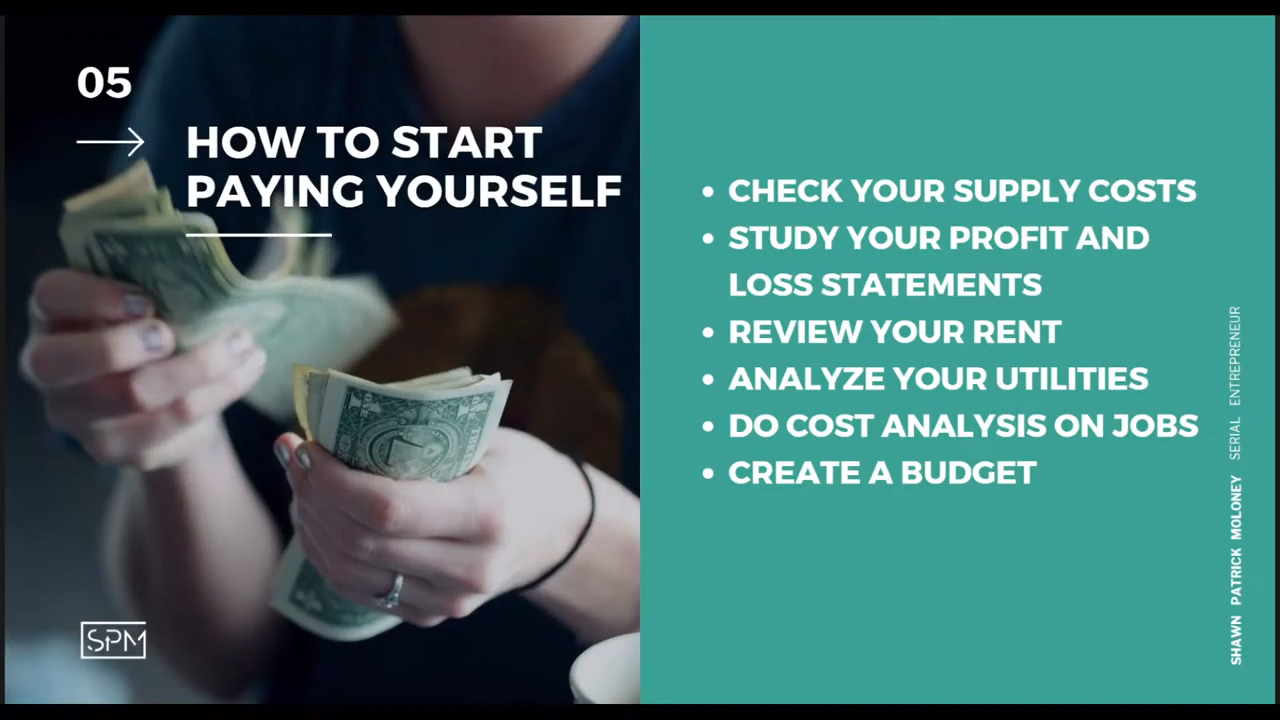 05
HOW TO START
PAYING YOURSELF
• CHECK YOUR SUPPLY COSTS
• STUDY YOUR PROFIT AND
LOSS STATEMENTS
• REVIEW YOUR RENT
• ANALYZE YOUR UTILITIES
• DO COST ANALYSIS ON JOBS
• CREATE A BUDGET
SHAWN PATRICK MOLONEY SERIAL ENTREPRENEUR
SPM